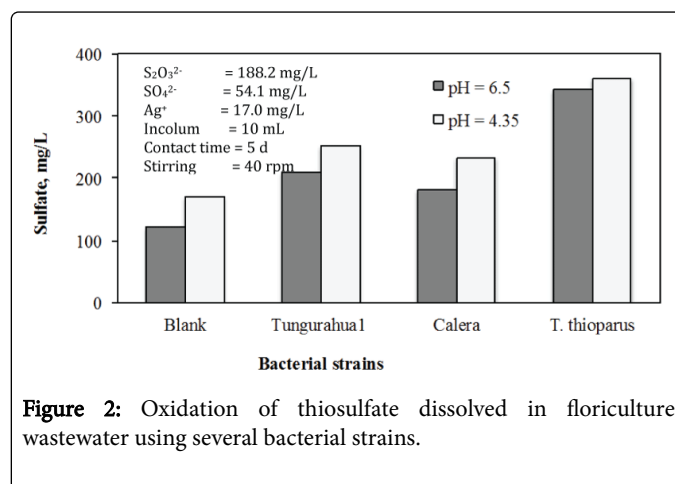 400
300
200
100
0
Sulfate, mg/L
S₂O₃²⁻ = 188.2 mg/L
SO₄²⁻ = 54.1 mg/L
Ag⁺ = 17.0 mg/L
Incolum = 10 mL
Contact time = 5 d
Stirring = 40 rpm
pH = 6.5
pH = 4.35
Blank Tungurahua1 Calera T. thioparus
Bacterial strains
Figure 2: Oxidation of thiosulfate dissolved in floriculture
wastewater using several bacterial strains.